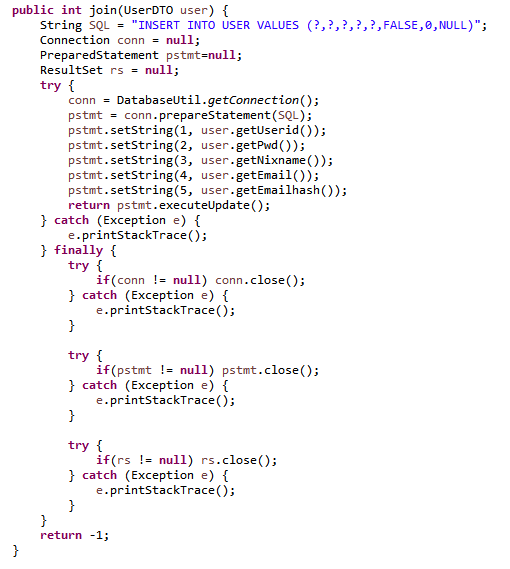 public int join(UserDTO user) {
    String SQL = "INSERT INTO USER VALUES (?,?,?,?,?,FALSE,0,NULL)";
    Connection conn = null;
    PreparedStatement pstmt=null;
    ResultSet rs = null;
    try {
        conn = DatabaseUtil.getConnection();
        pstmt = conn.prepareStatement(SQL);
        pstmt.setString(1, user.getUserid());
        pstmt.setString(2, user.getPwd());
        pstmt.setString(3, user.getNixname());
        pstmt.setString(4, user.getEmail());
        pstmt.setString(5, user.getEmailhash());
        return pstmt.executeUpdate();
    } catch (Exception e) {
        e.printStackTrace();
    } finally {
        try {
            if(conn != null) conn.close();
        } catch (Exception e) {
            e.printStackTrace();
        }

        try {
            if(pstmt != null) pstmt.close();
        } catch (Exception e) {
            e.printStackTrace();
        }

        try {
            if(rs != null) rs.close();
        } catch (Exception e) {
            e.printStackTrace();
        }
    }
    return -1;
}